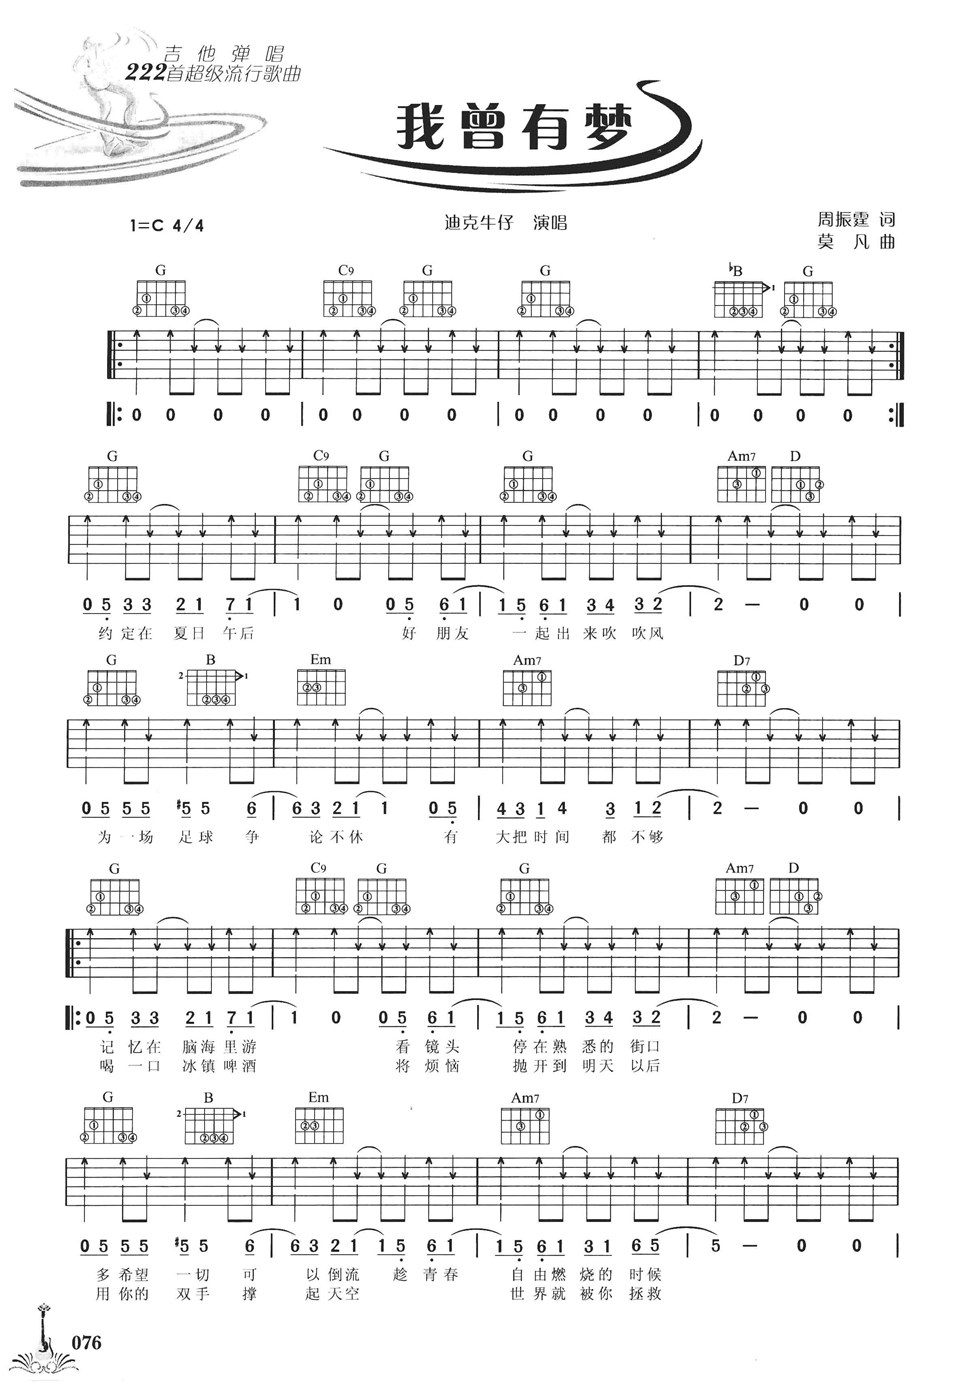 吉他弹唱
222首超级流行歌曲
我曾有梦
1=C 4/4
迪克牛仔 演唱
周振霆 词
莫凡 曲
G C9 G G ♭B G
0 0 0 0 | 0 0 0 0 | 0 0 0 0 | 0 0 0 0
G C9 G G Am7 D
05 33 21 71 | 1 0 05 61 | 15 61 34 32 | 2 — 0 0 |
约定在 夏日 午后 好 朋友 一起出 来吹 吹风
G B Em Am7 D7
05 55 #5 5 6 | 63 21 1 05 | 43 1 4 3 12 | 2 — 0 0 |
为一场 足球 争 论不休 有 大把时间 都 不够
G C9 G G Am7 D
05 33 21 71 | 1 0 05 61 | 15 61 34 32 | 2 — 0 0 |
记 忆在 脑海 里游 看 镜头 停在熟 悉的 街口
喝 一口 冰镇 啤酒 将 烦恼 抛开到 明天 以后
G B Em Am7 D7
05 55 #5 5 6 | 63 21 15 61 | 15 61 31 65 | 5 — 0 0 |
多希望 一切 可 以倒流 趁 青春 自由燃 烧的 时候
用你的 双手 撑 起天空 世界就 被你 拯救
076